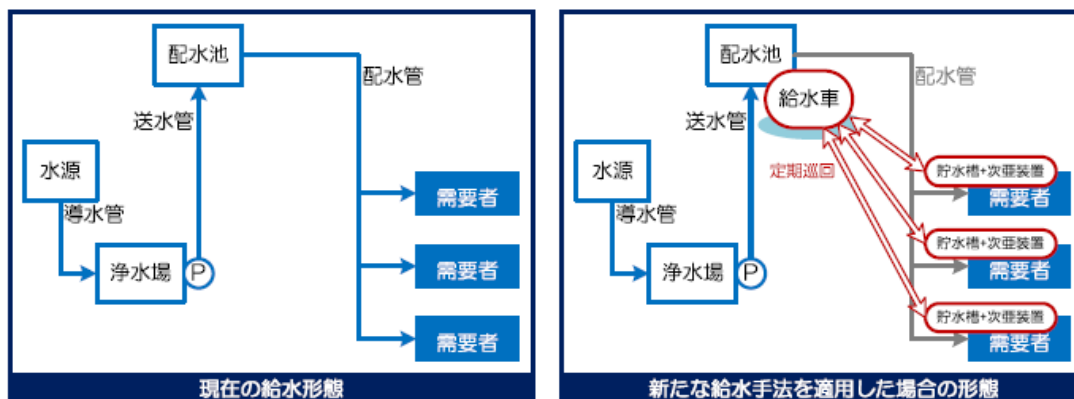 配水池
配水管
送水管
水源
導水管
浄水場
P
需要者
需要者
需要者
現在の給水形態
配水池
配水管
給水車
送水管
定期巡回
水源
導水管
浄水場
P
貯水槽+次亜装置
需要者
貯水槽+次亜装置
需要者
貯水槽+次亜装置
需要者
新たな給水手法を適用した場合の形態